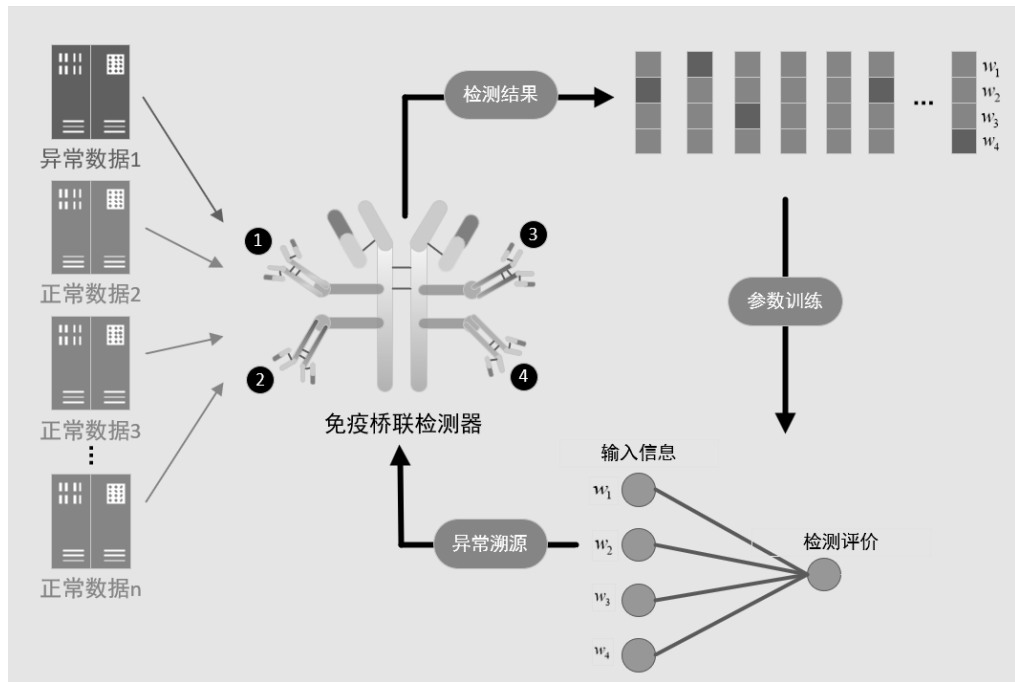 异常数据1
正常数据2
正常数据3
正常数据n
1
2
3
4
免疫桥联检测器
检测结果
w1
w2
w3
w4
...
参数训练
输入信息
w1
w2
w3
w4
检测评价
异常溯源